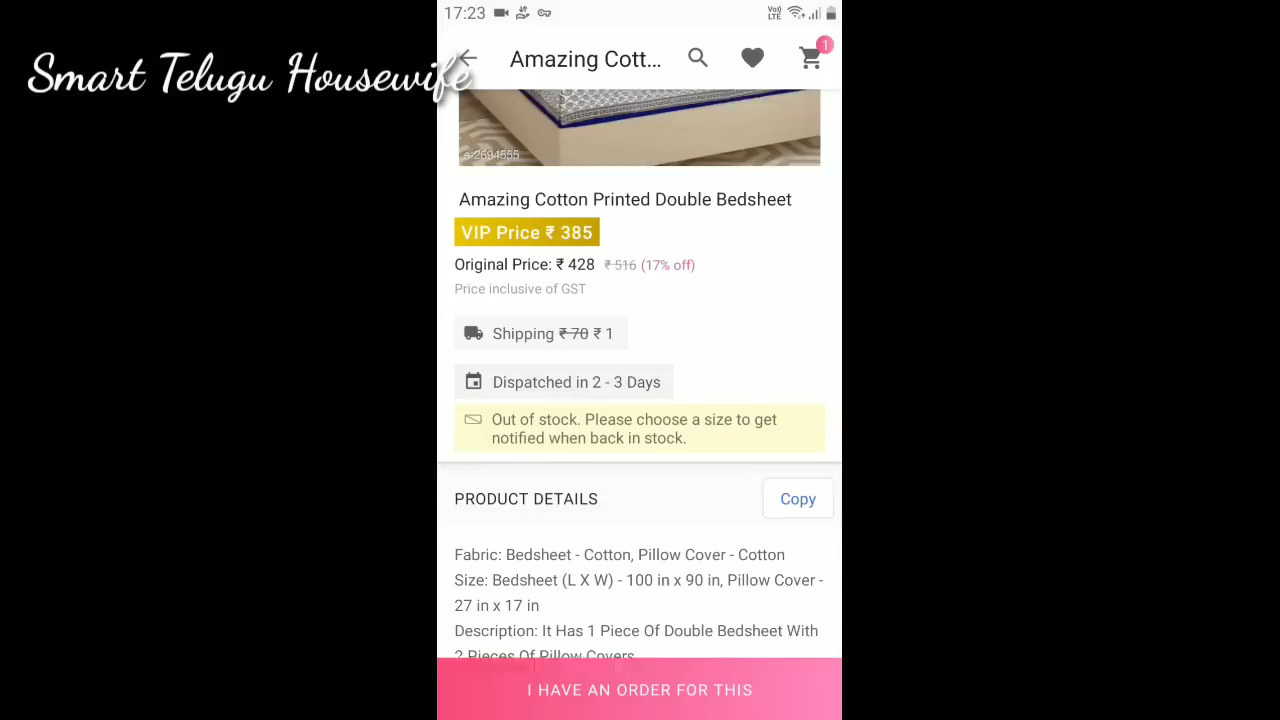 17:23 Vo)) LTE
Smart Telugu Housewife
Amazing Cott... 1
s-2694555
Amazing Cotton Printed Double Bedsheet
VIP Price ₹ 385
Original Price: ₹ 428 ₹ 516 (17% off)
Price inclusive of GST
Shipping ₹ 70 ₹ 1
Dispatched in 2 - 3 Days
Out of stock. Please choose a size to get
notified when back in stock.
PRODUCT DETAILS Copy
Fabric: Bedsheet - Cotton, Pillow Cover - Cotton
Size: Bedsheet (L X W) - 100 in x 90 in, Pillow Cover -
27 in x 17 in
Description: It Has 1 Piece Of Double Bedsheet With
2 Pieces Of Pillow Covers
I HAVE AN ORDER FOR THIS